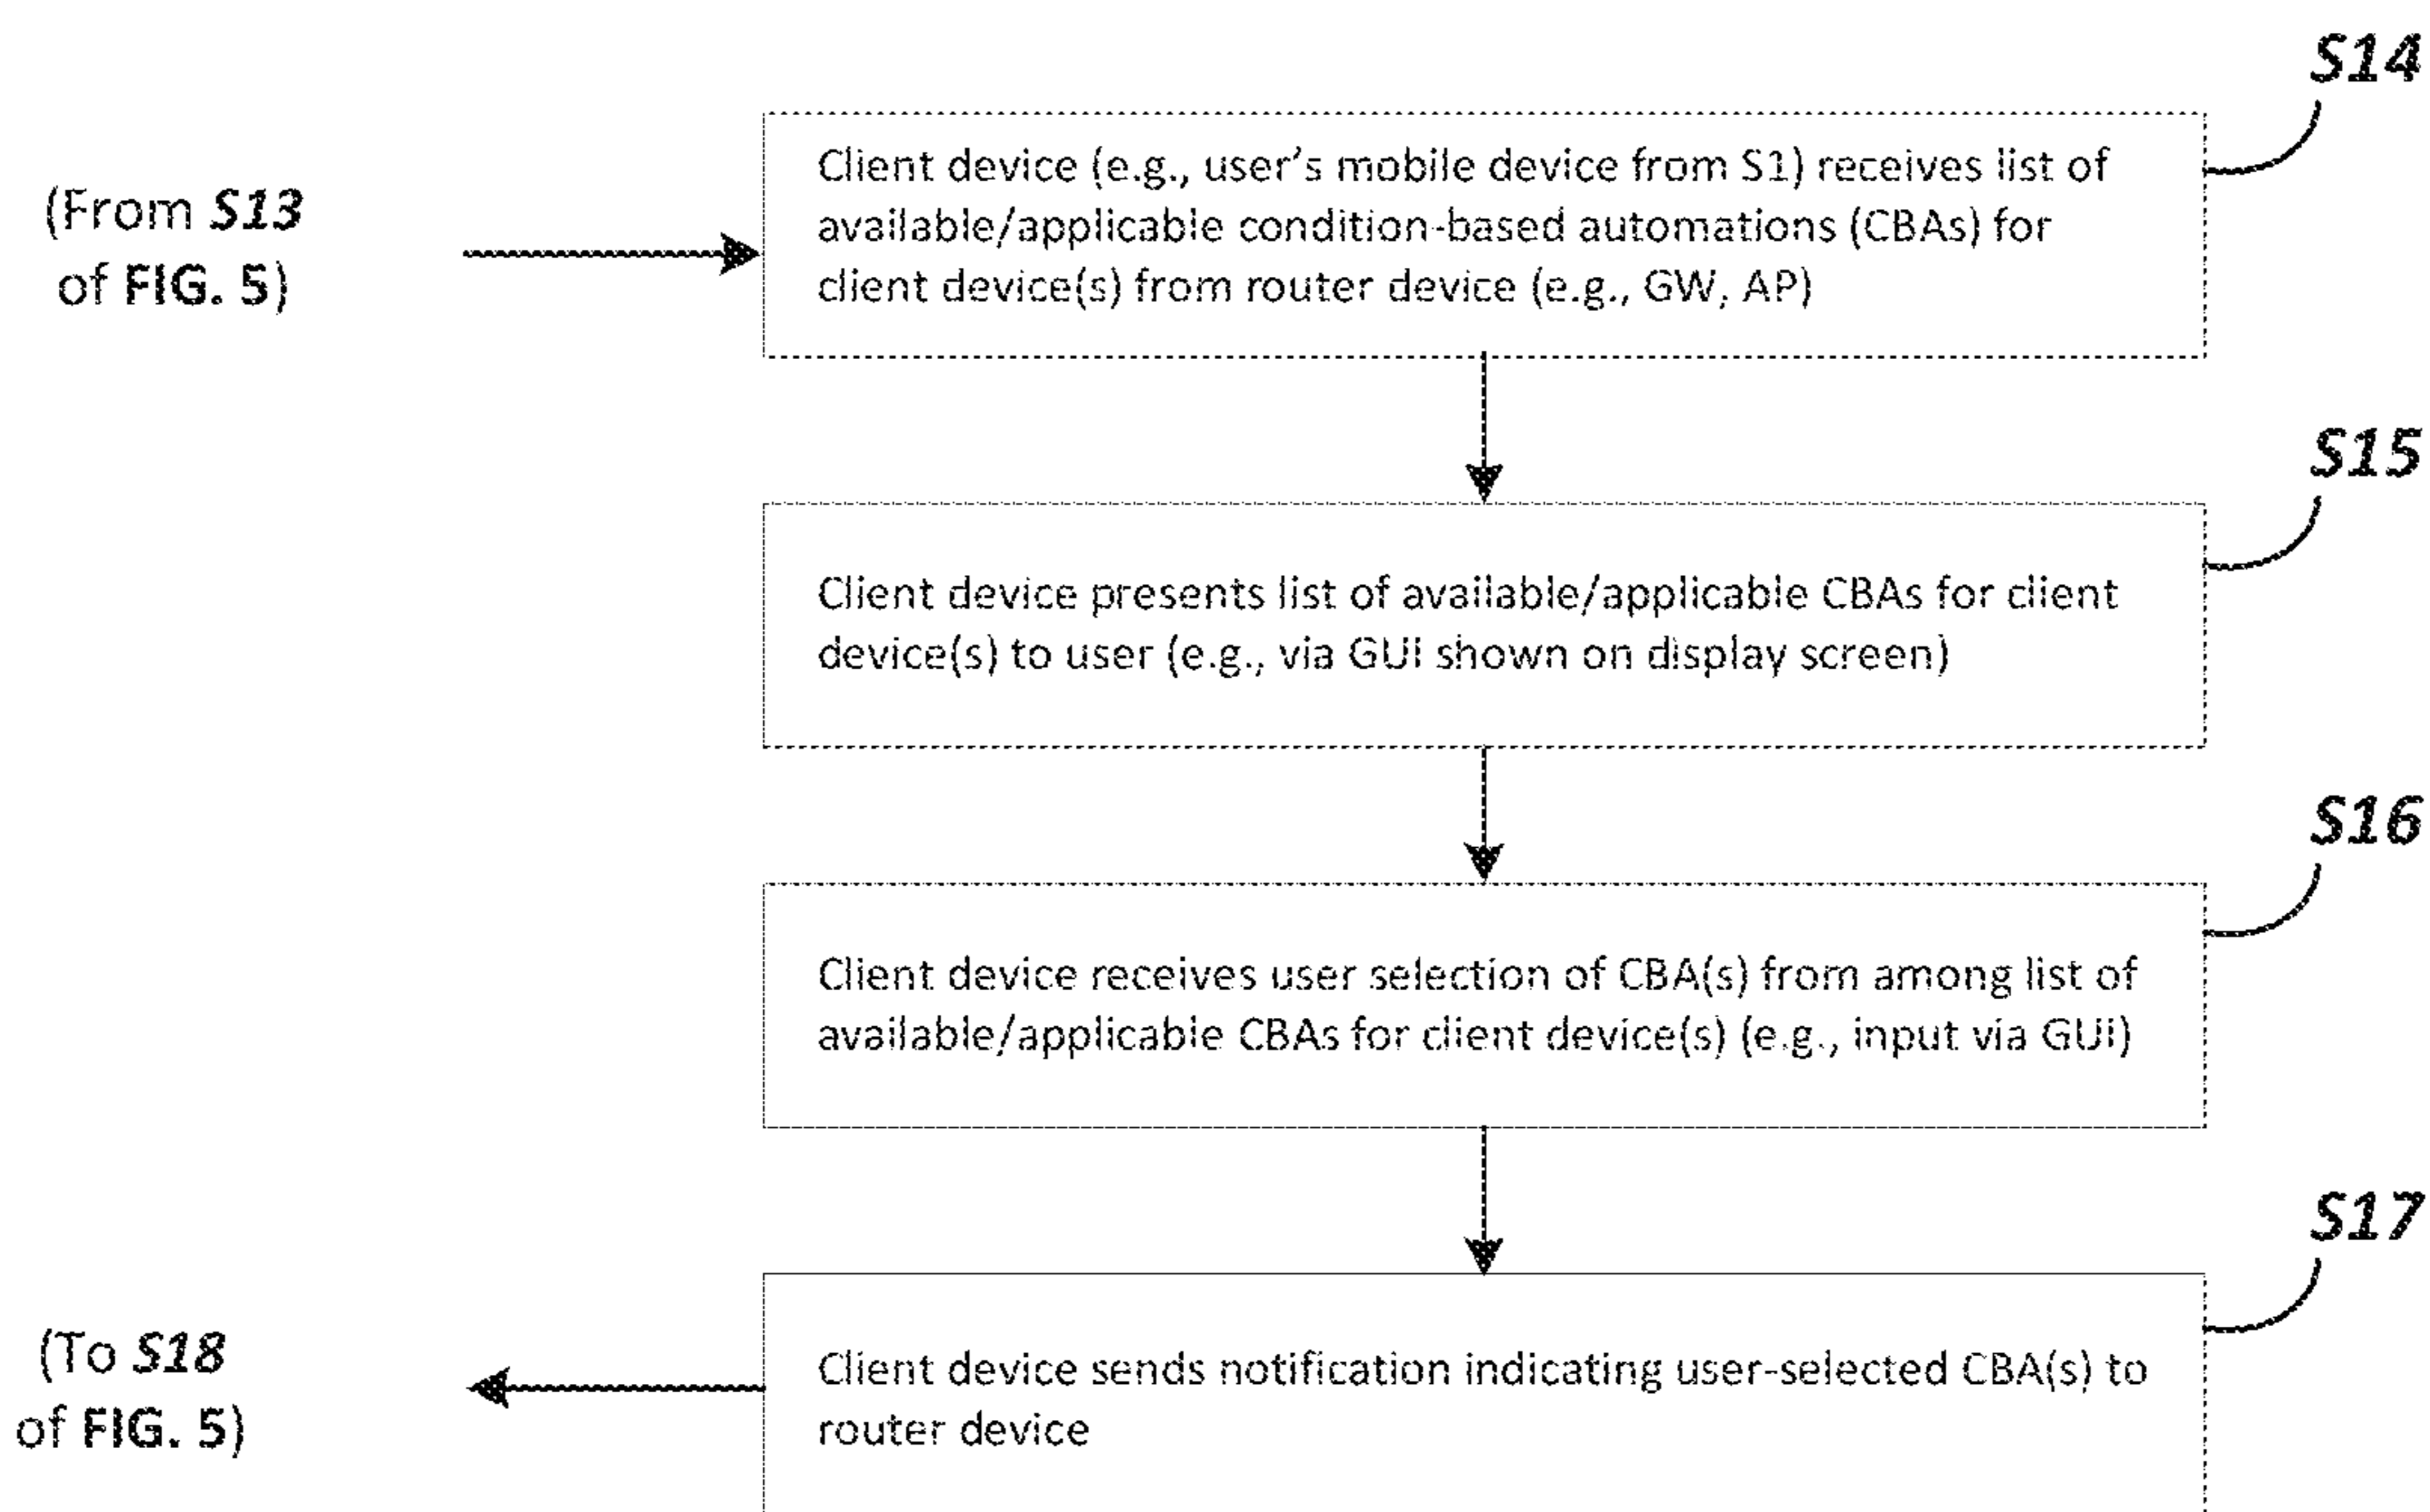 S14
(From S13
of FIG. 5)
Client device (e.g., user's mobile device from S1) receives list of
available/applicable condition-based automations (CBAs) for
client device(s) from router device (e.g., GW, AP)
S15
Client device presents list of available/applicable CBAs for client
device(s) to user (e.g., via GUI shown on display screen)
S16
Client device receives user selection of CBA(s) from among list of
available/applicable CBAs for client device(s) (e.g., input via GUI)
S17
(To S18
of FIG. 5)
Client device sends notification indicating user-selected CBA(s) to
router device